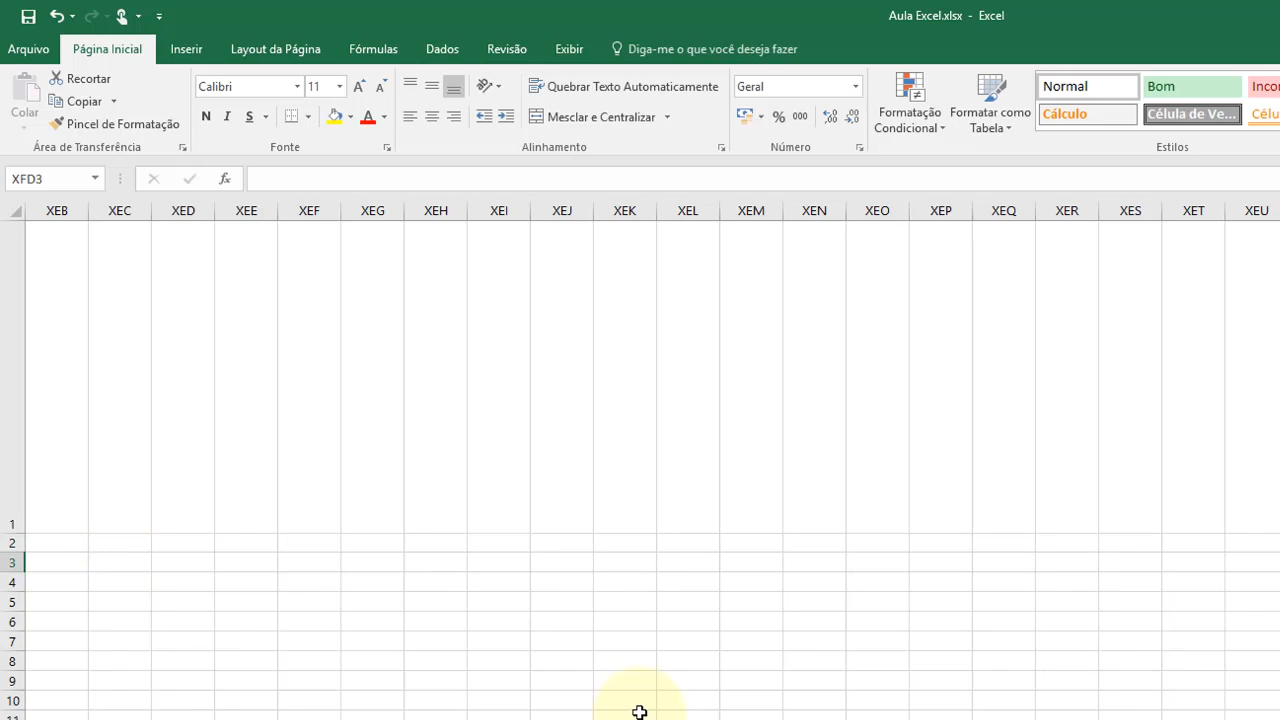 Aula Excel.xlsx - Excel
Arquivo Página Inicial Inserir Layout da Página Fórmulas Dados Revisão Exibir Diga-me o que você deseja fazer
Colar
Recortar
Copiar
Pincel de Formatação
Área de Transferência
Calibri 11
N I S
Fonte
Quebrar Texto Automaticamente
Mesclar e Centralizar
Alinhamento
Geral
% 000
Número
Formatação Condicional
Formatar como Tabela
Normal Bom
Cálculo Célula de Ve...
Estilos
XFD3 fx
XEB XEC XED XEE XEF XEG XEH XEI XEJ XEK XEL XEM XEN XEO XEP XEQ XER XES XET XEU
1
2
3
4
5
6
7
8
9
10
11